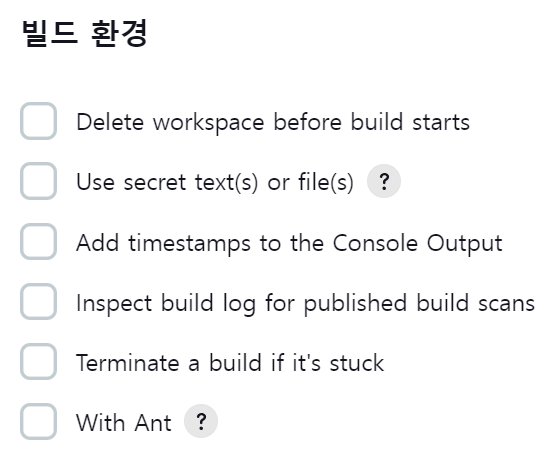 빌드 환경
Delete workspace before build starts
Use secret text(s) or file(s) ?
Add timestamps to the Console Output
Inspect build log for published build scans
Terminate a build if it's stuck
With Ant ?